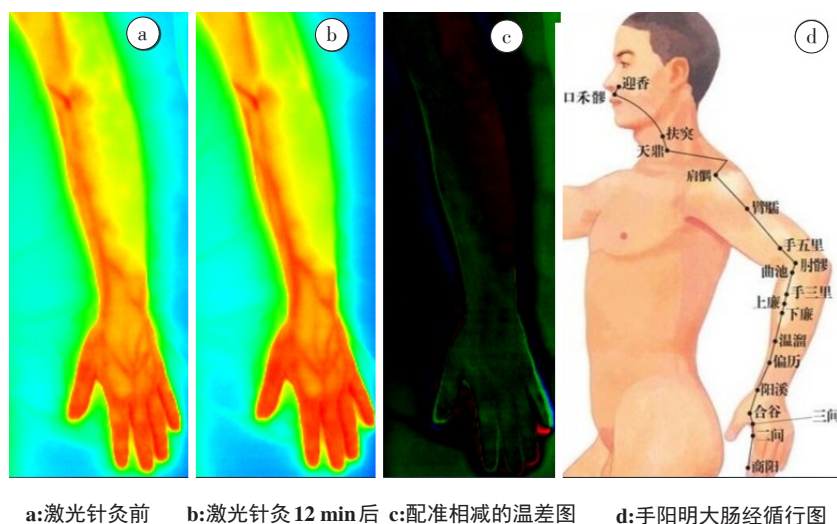 a
b
c
d
迎香
口禾髎
扶突
天鼎
肩髃
臂臑
手五里
肘髎
曲池
手三里
上廉
下廉
温溜
偏历
阳溪
合谷
三间
二间
商阳
a:激光针灸前 b:激光针灸12 min后 c:配准相减的温差图 d:手阳明大肠经循行图